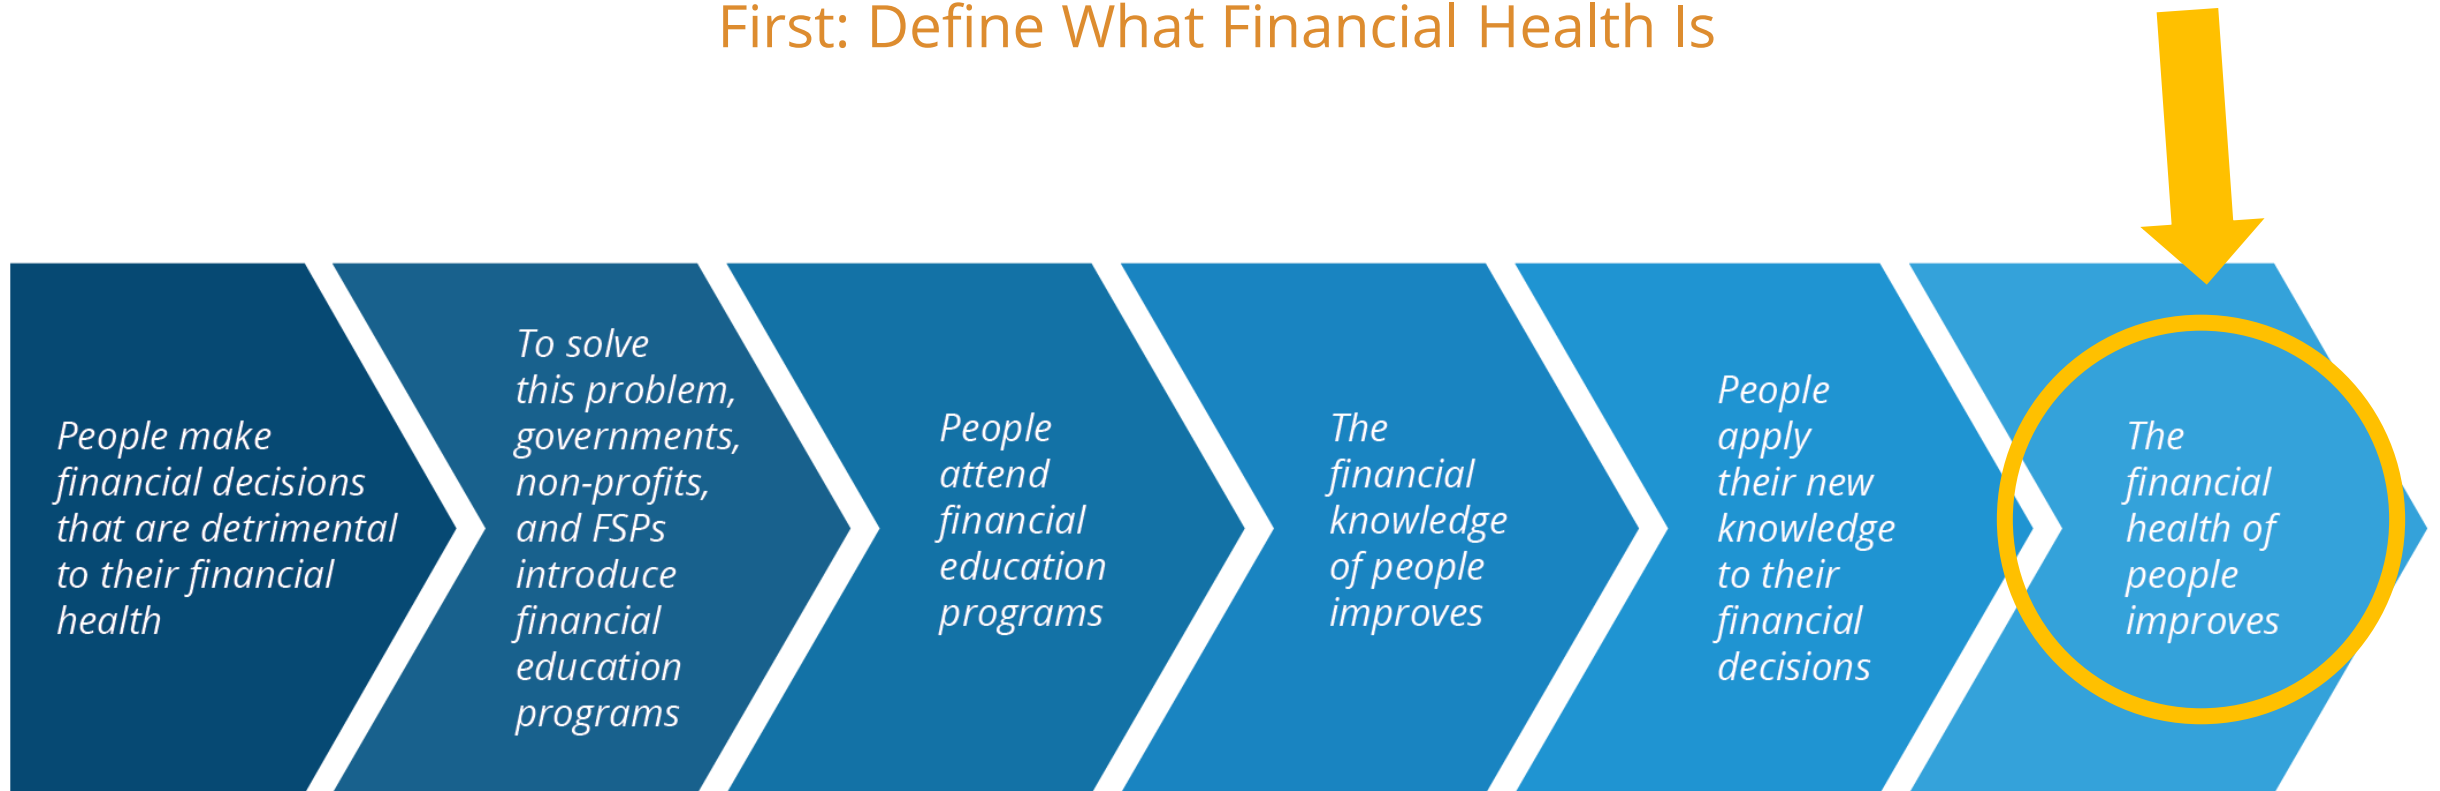 First: Define What Financial Health Is
People make
financial decisions
that are detrimental
to their financial
health
To solve
this problem,
governments,
non-profits,
and FSPs
introduce
financial
education
programs
People
attend
financial
education
programs
The
financial
knowledge
of people
improves
People
apply
their new
knowledge
to their
financial
decisions
The
financial
health of
people
improves